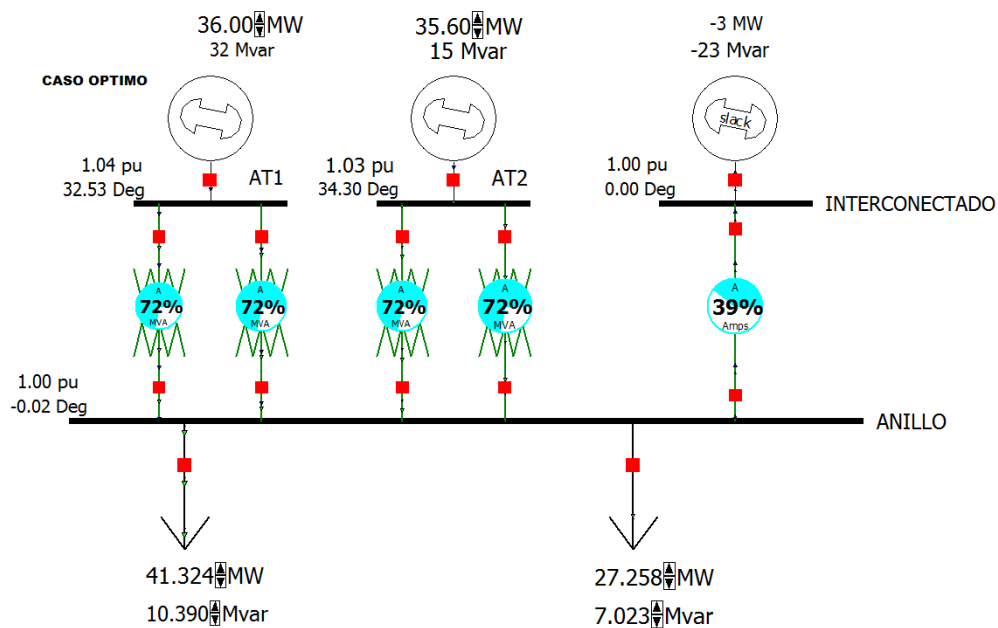 36.00 MW
32 Mvar
35.60 MW
15 Mvar
-3 MW
-23 Mvar
CASO OPTIMO
slack
1.04 pu
32.53 Deg
AT1
1.03 pu
34.30 Deg
AT2
1.00 pu
0.00 Deg
INTERCONECTADO
A
72%
MVA
A
72%
MVA
A
72%
MVA
A
72%
MVA
A
39%
Amps
1.00 pu
-0.02 Deg
ANILLO
41.324 MW
10.390 Mvar
27.258 MW
7.023 Mvar